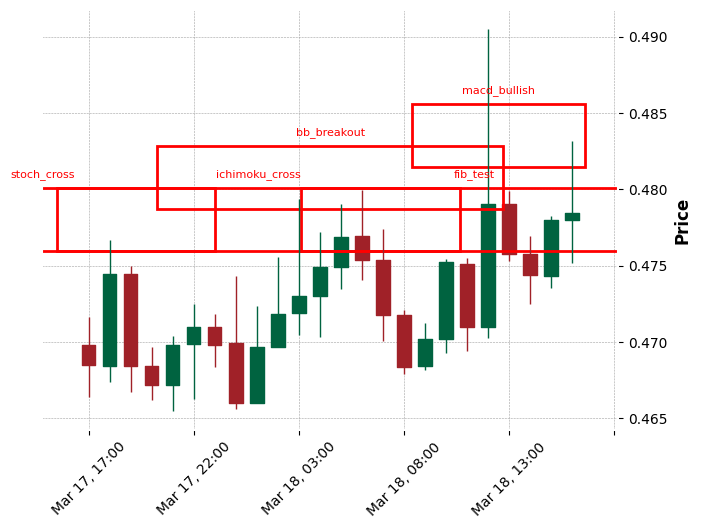 macd_bullish
bb_breakout
stoch_cross
ichimoku_cross
fib_test
0.490
0.485
0.480
0.475
0.470
0.465
Price
Mar 17, 17:00
Mar 17, 22:00
Mar 18, 03:00
Mar 18, 08:00
Mar 18, 13:00